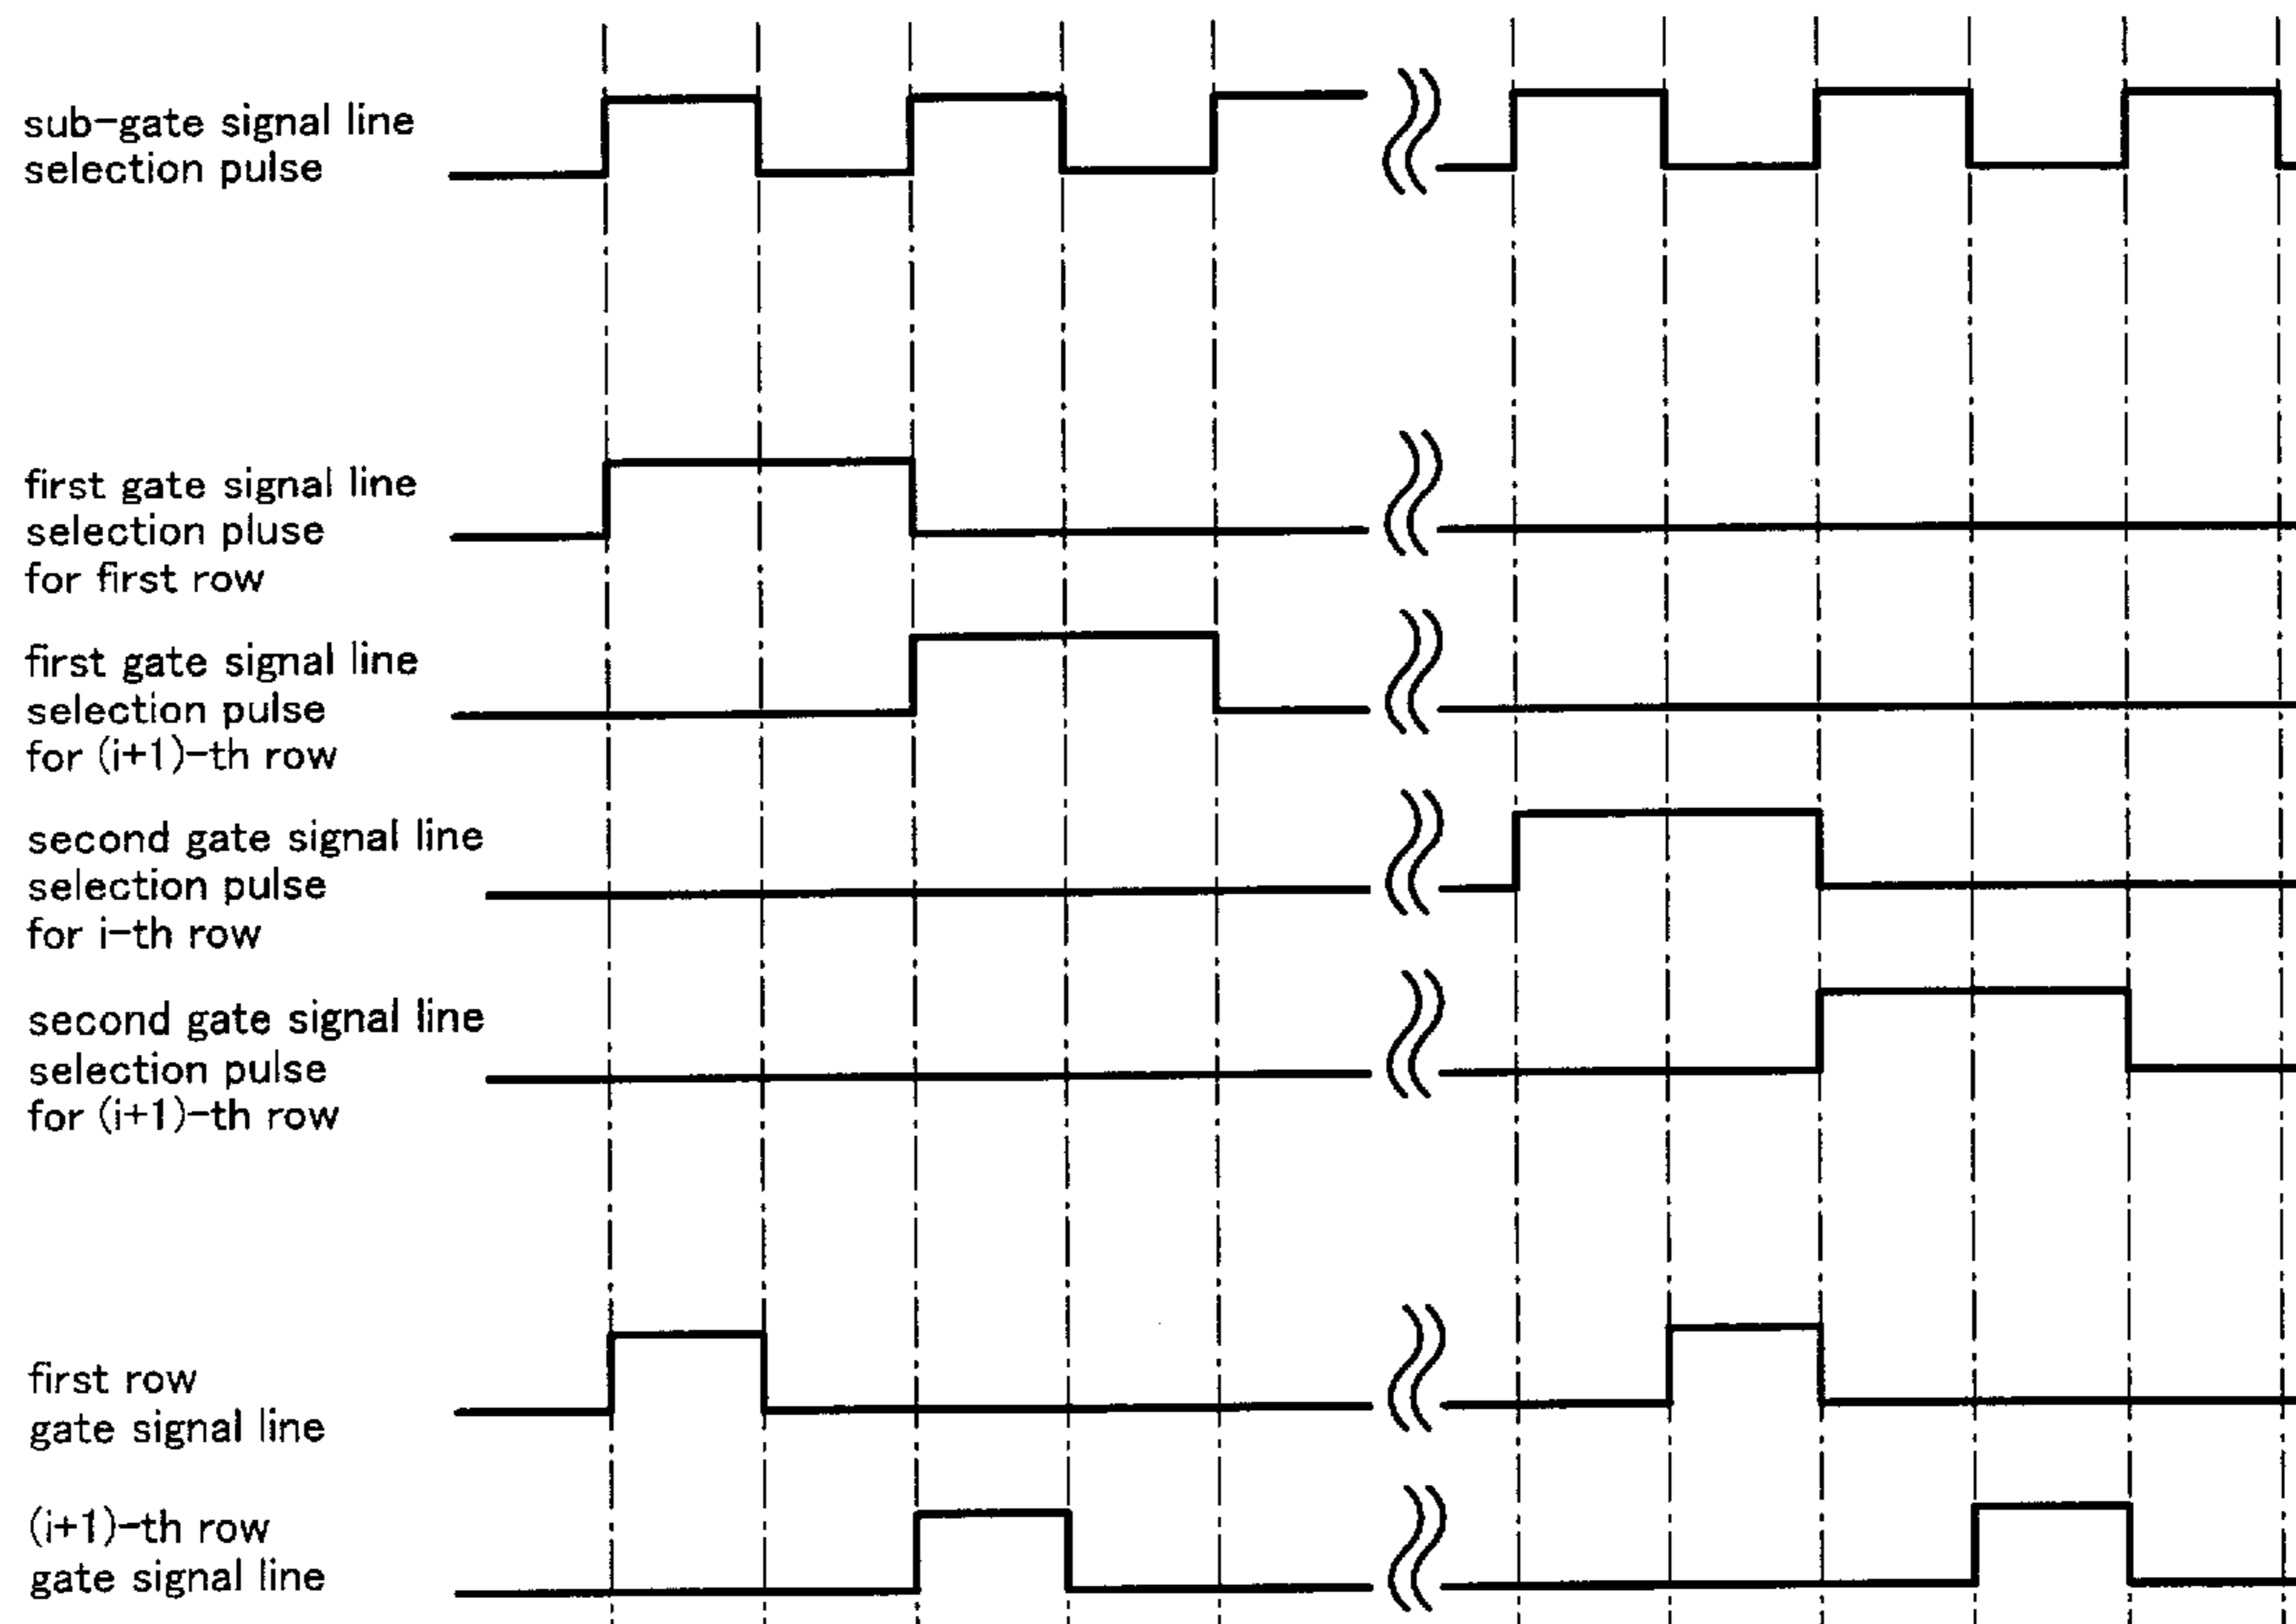 sub-gate signal line
selection pulse
first gate signal line
selection pluse
for first row
first gate signal line
selection pulse
for (i+1)-th row
second gate signal line
selection pulse
for i-th row
second gate signal line
selection pulse
for (i+1)-th row
first row
gate signal line
(i+1)-th row
gate signal line